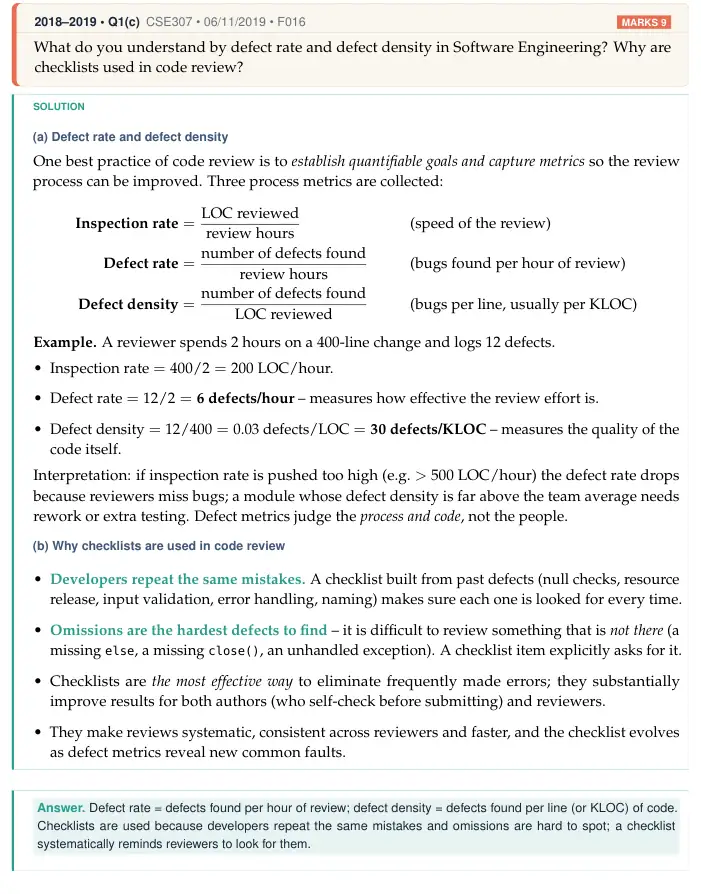 2018–2019 • Q1(c) CSE307 • 06/11/2019 • F016 MARKS 9
What do you understand by defect rate and defect density in Software Engineering? Why are
checklists used in code review?
SOLUTION
(a) Defect rate and defect density
One best practice of code review is to establish quantifiable goals and capture metrics so the review
process can be improved. Three process metrics are collected:
Inspection rate = LOC reviewed / review hours (speed of the review)
Defect rate = number of defects found / review hours (bugs found per hour of review)
Defect density = number of defects found / LOC reviewed (bugs per line, usually per KLOC)
Example. A reviewer spends 2 hours on a 400-line change and logs 12 defects.
• Inspection rate = 400/2 = 200 LOC/hour.
• Defect rate = 12/2 = 6 defects/hour – measures how effective the review effort is.
• Defect density = 12/400 = 0.03 defects/LOC = 30 defects/KLOC – measures the quality of the
code itself.
Interpretation: if inspection rate is pushed too high (e.g. > 500 LOC/hour) the defect rate drops
because reviewers miss bugs; a module whose defect density is far above the team average needs
rework or extra testing. Defect metrics judge the process and code, not the people.
(b) Why checklists are used in code review
• Developers repeat the same mistakes. A checklist built from past defects (null checks, resource
release, input validation, error handling, naming) makes sure each one is looked for every time.
• Omissions are the hardest defects to find – it is difficult to review something that is not there (a
missing else, a missing close(), an unhandled exception). A checklist item explicitly asks for it.
• Checklists are the most effective way to eliminate frequently made errors; they substantially
improve results for both authors (who self-check before submitting) and reviewers.
• They make reviews systematic, consistent across reviewers and faster, and the checklist evolves
as defect metrics reveal new common faults.
Answer. Defect rate = defects found per hour of review; defect density = defects found per line (or KLOC) of code.
Checklists are used because developers repeat the same mistakes and omissions are hard to spot; a checklist
systematically reminds reviewers to look for them.